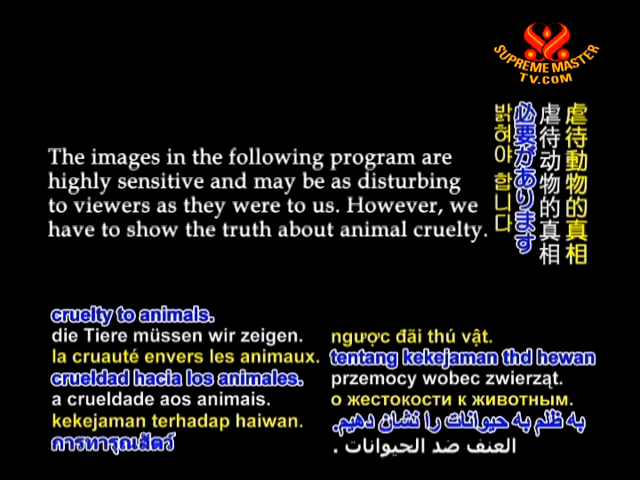 SUPREME MASTER
TV.COM
The images in the following program are
highly sensitive and may be as disturbing
to viewers as they were to us. However, we
have to show the truth about animal cruelty.
虐待動物的真相
虐待动物的真相
必要があります
밝혀야 합니다
cruelty to animals.
die Tiere müssen wir zeigen.
la cruauté envers les animaux.
crueldad hacia los animales.
a crueldade aos animais.
kekejaman terhadap haiwan.
การทารุณสัตว์
ngược đãi thú vật.
tentang kekejaman thd hewan
przemocy wobec zwierząt.
о жестокости к животным.
به ظلم به حیوانات را نشان دهیم.
العنف ضد الحيوانات .